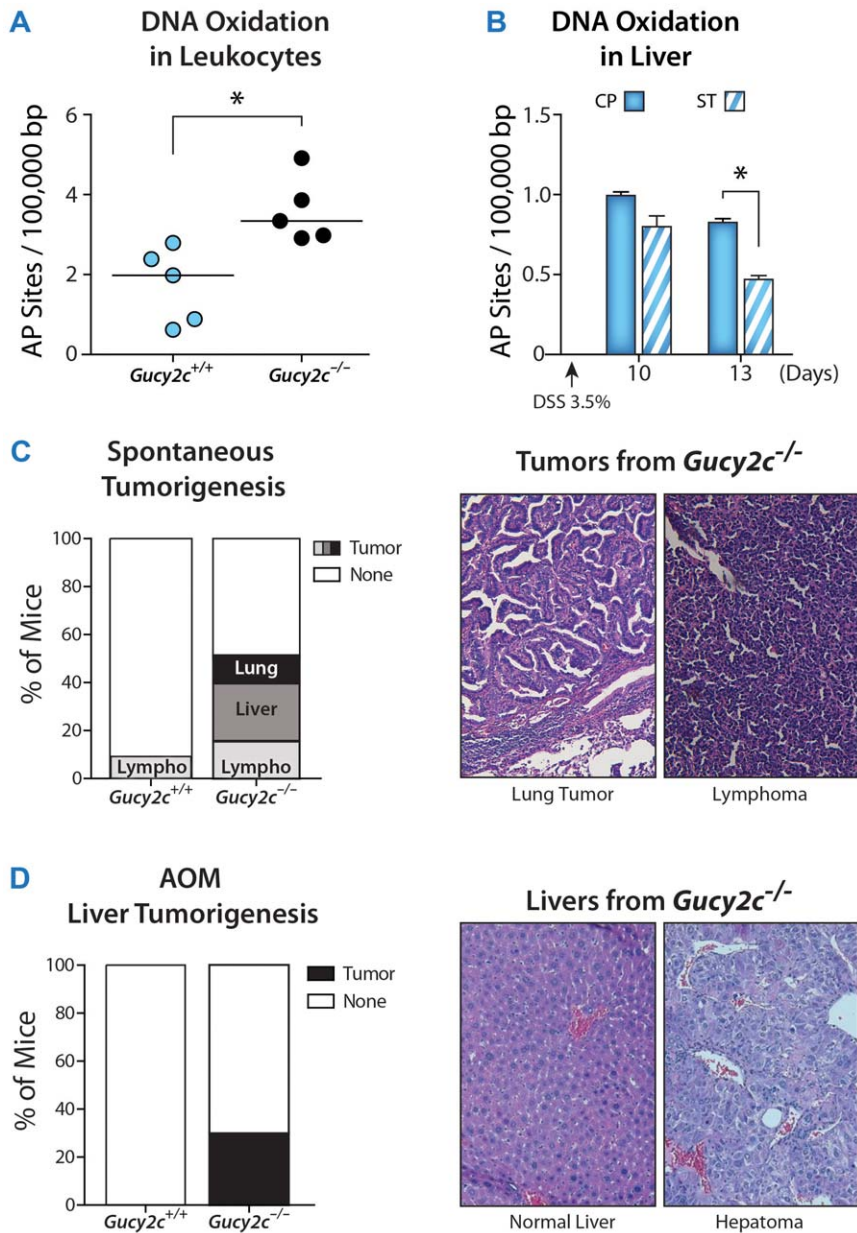 A
DNA Oxidation
in Leukocytes
*
AP Sites / 100,000 bp
6
4
2
0
Gucy2c+/+
Gucy2c−/−
B
DNA Oxidation
in Liver
CP
ST
*
AP Sites / 100,000 bp
1.5
1.0
0.5
0
10
13
(Days)
DSS 3.5%
C
Spontaneous
Tumorigenesis
% of Mice
100
80
60
40
20
0
Tumor
None
Lympho
Lung
Liver
Lympho
Gucy2c+/+
Gucy2c−/−
Tumors from Gucy2c-/-
Lung Tumor
Lymphoma
D
AOM
Liver Tumorigenesis
% of Mice
100
80
60
40
20
0
Tumor
None
Gucy2c+/+
Gucy2c−/−
Livers from Gucy2c-/-
Normal Liver
Hepatoma